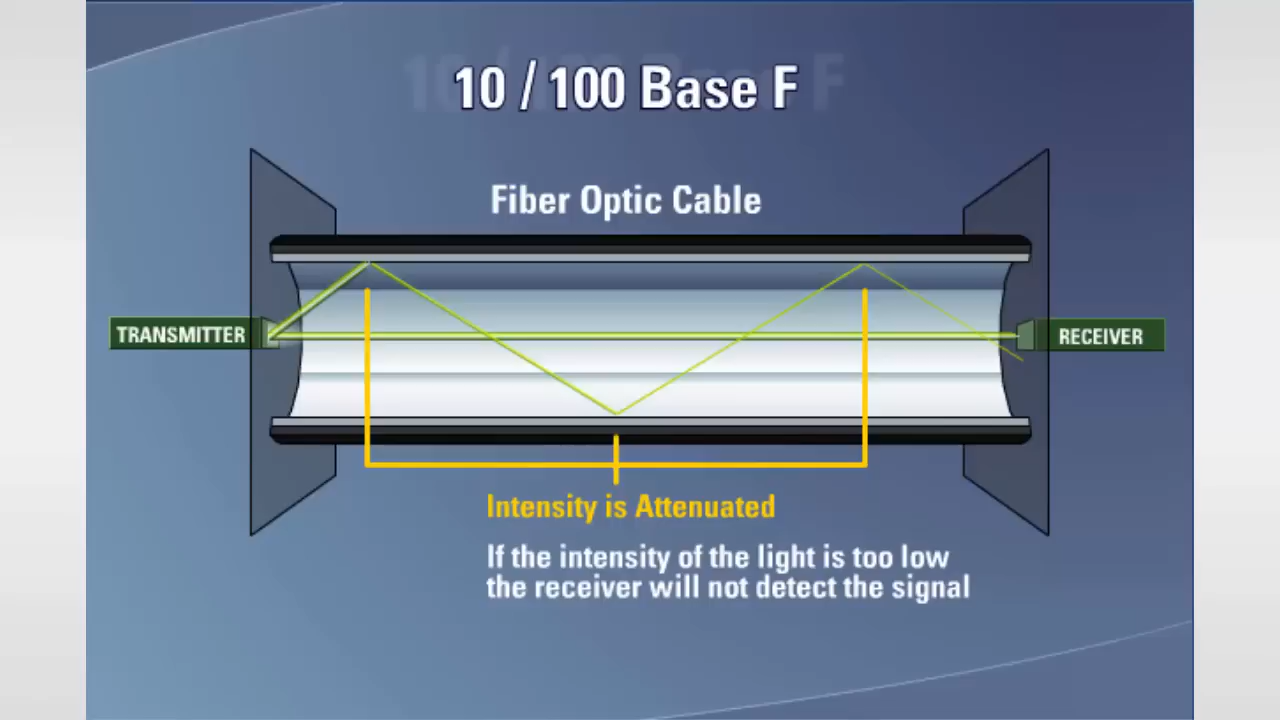 10 / 100 Base F
Fiber Optic Cable
TRANSMITTER
RECEIVER
Intensity is Attenuated
If the intensity of the light is too low
the receiver will not detect the signal